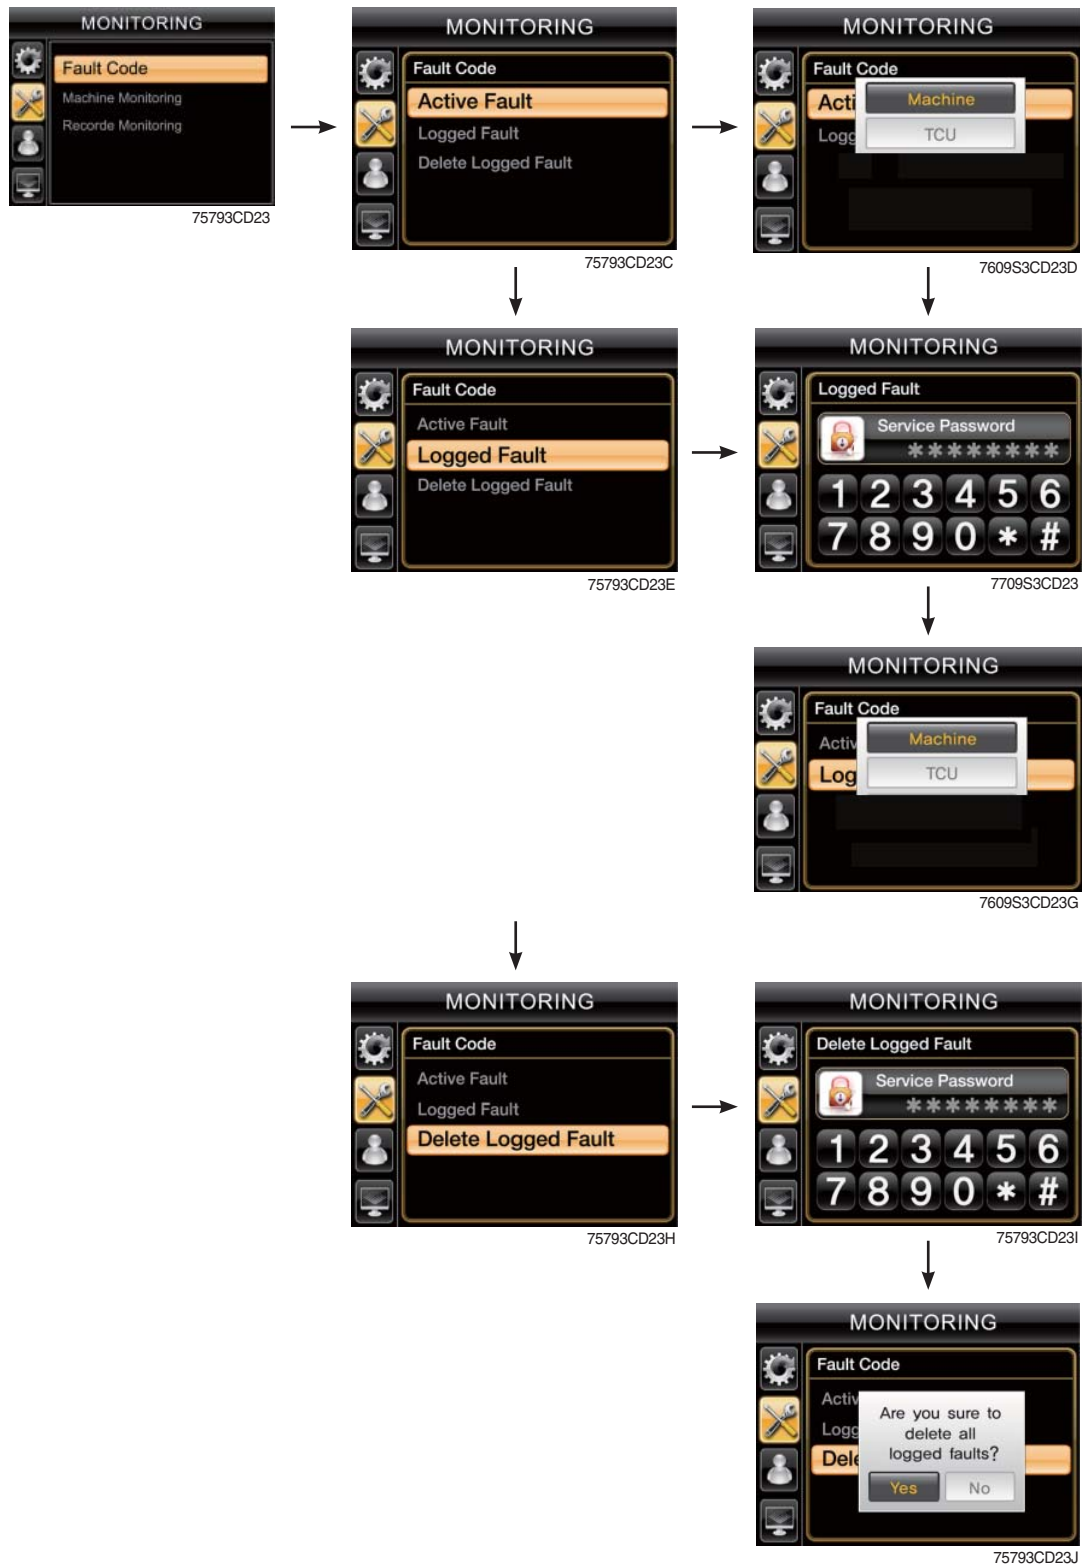 MONITORING
Fault Code
Machine Monitoring
Recorde Monitoring
75793CD23
MONITORING
Fault Code
Active Fault
Logged Fault
Delete Logged Fault
75793CD23C
MONITORING
Fault Code
Acti
Machine
Logg
TCU
7609S3CD23D
MONITORING
Fault Code
Active Fault
Logged Fault
Delete Logged Fault
75793CD23E
MONITORING
Logged Fault
Service Password
********
1 2 3 4 5 6
7 8 9 0 * #
7709S3CD23
MONITORING
Fault Code
Activ
Machine
Log
TCU
7609S3CD23G
MONITORING
Fault Code
Active Fault
Logged Fault
Delete Logged Fault
75793CD23H
MONITORING
Delete Logged Fault
Service Password
********
1 2 3 4 5 6
7 8 9 0 * #
75793CD23I
MONITORING
Fault Code
Activ
Logg
Dele
Are you sure to
delete all
logged faults?
Yes No
75793CD23J